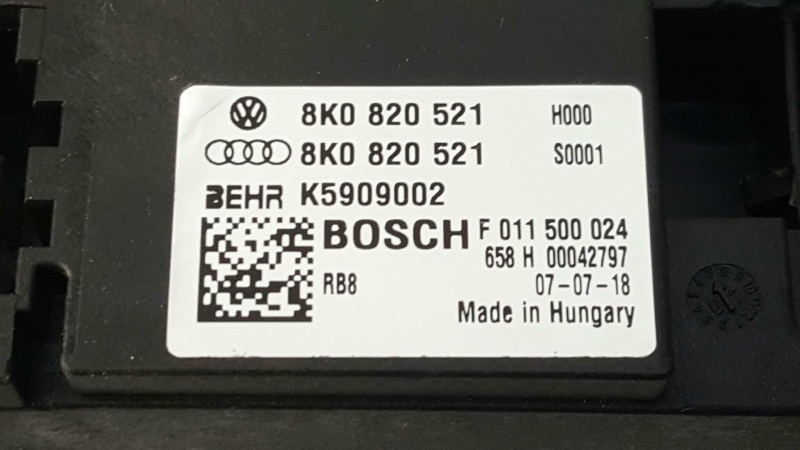 8K0 820 521 H000
8K0 820 521 S0001
BEHR K5909002
BOSCH F 011 500 024
658 H 00042797
RB8 07-07-18
Made in Hungary